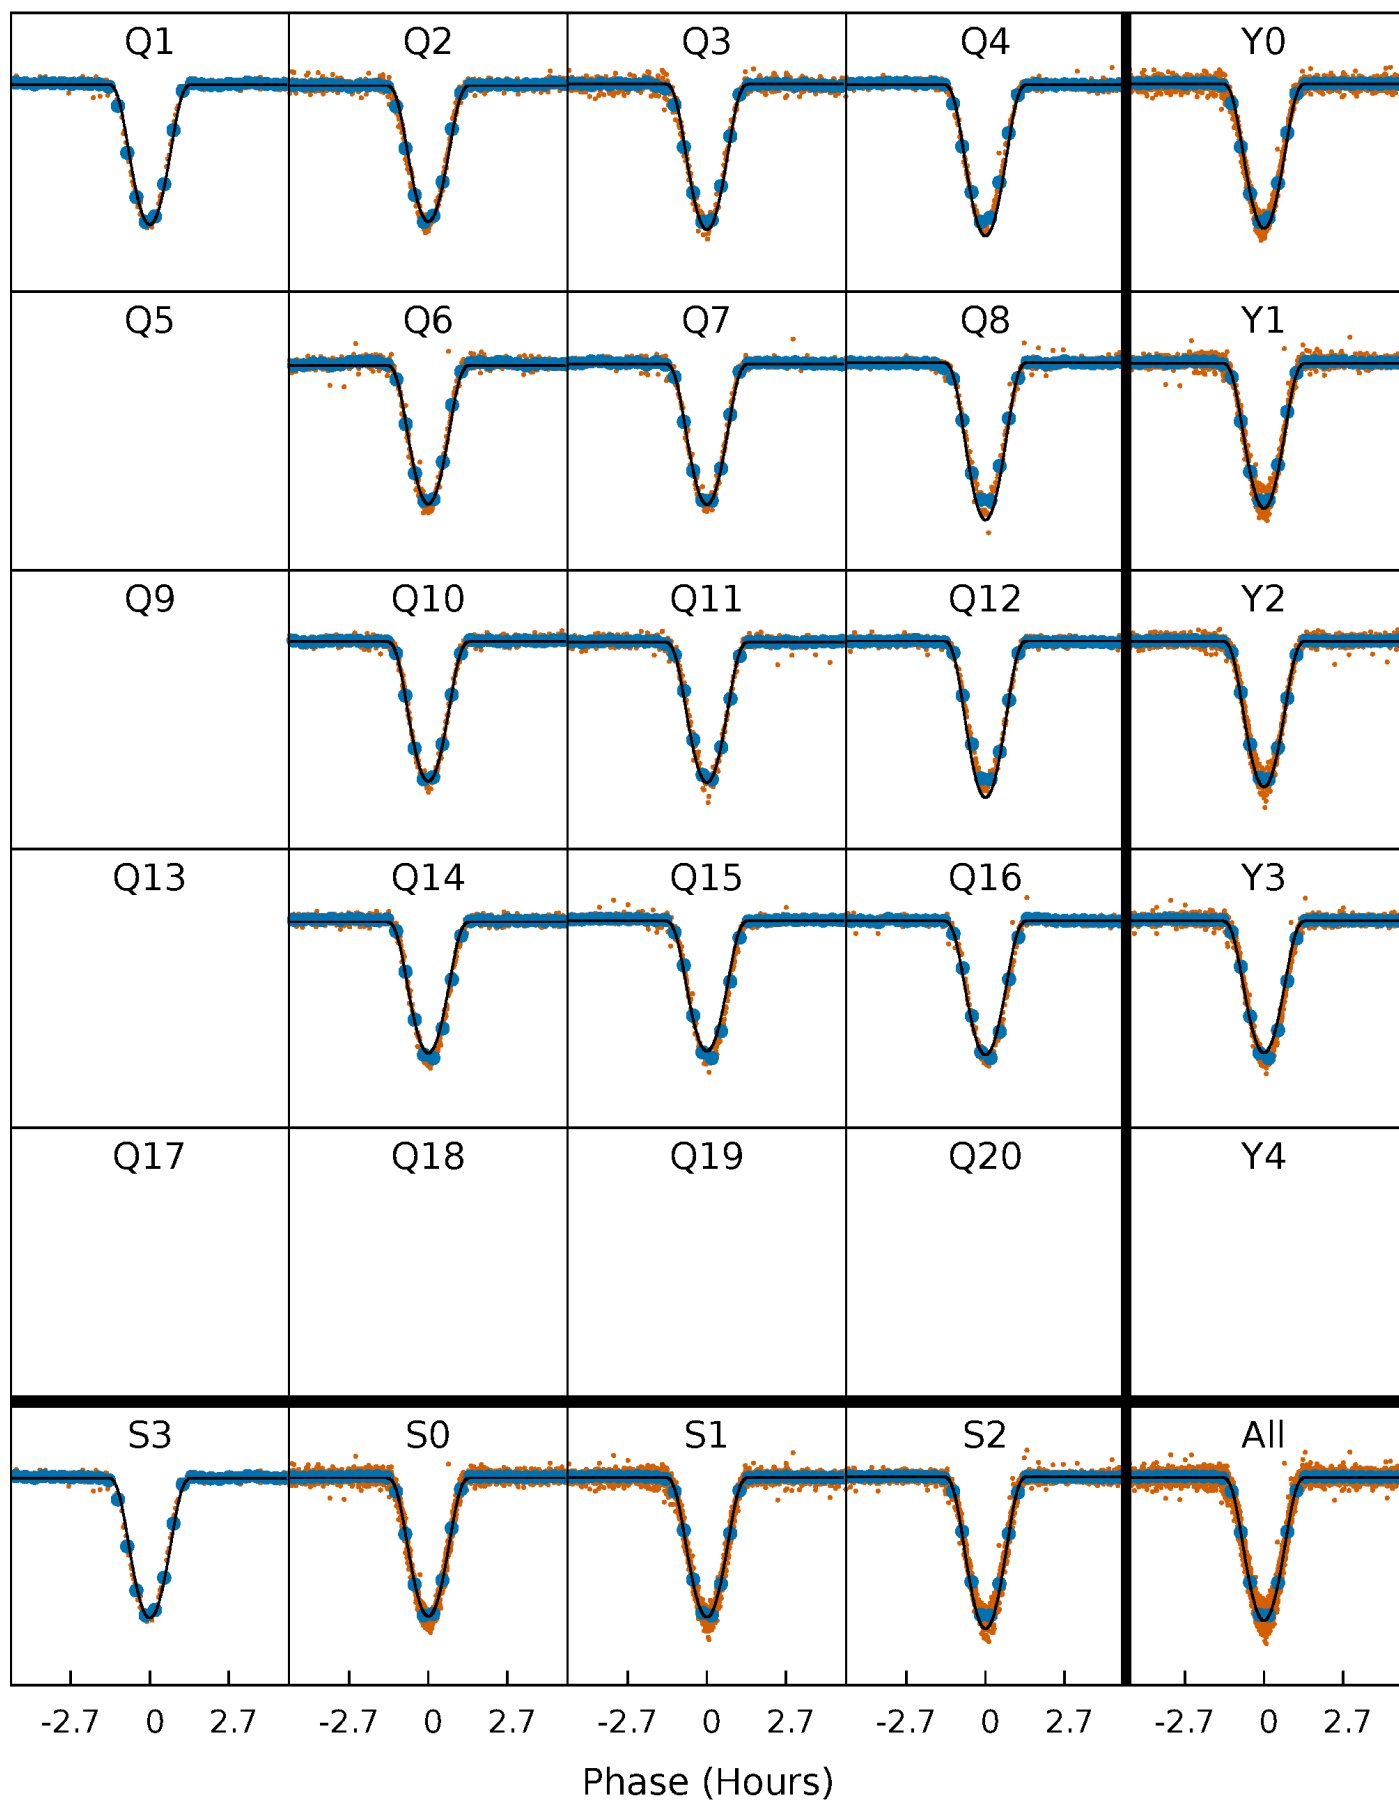 Q1 Q2 Q3 Q4 Y0
Q5 Q6 Q7 Q8 Y1
Q9 Q10 Q11 Q12 Y2
Q13 Q14 Q15 Q16 Y3
Q17 Q18 Q19 Q20 Y4
S3 S0 S1 S2 All
-2.7 0 2.7 -2.7 0 2.7 -2.7 0 2.7 -2.7 0 2.7 -2.7 0 2.7
Phase (Hours)